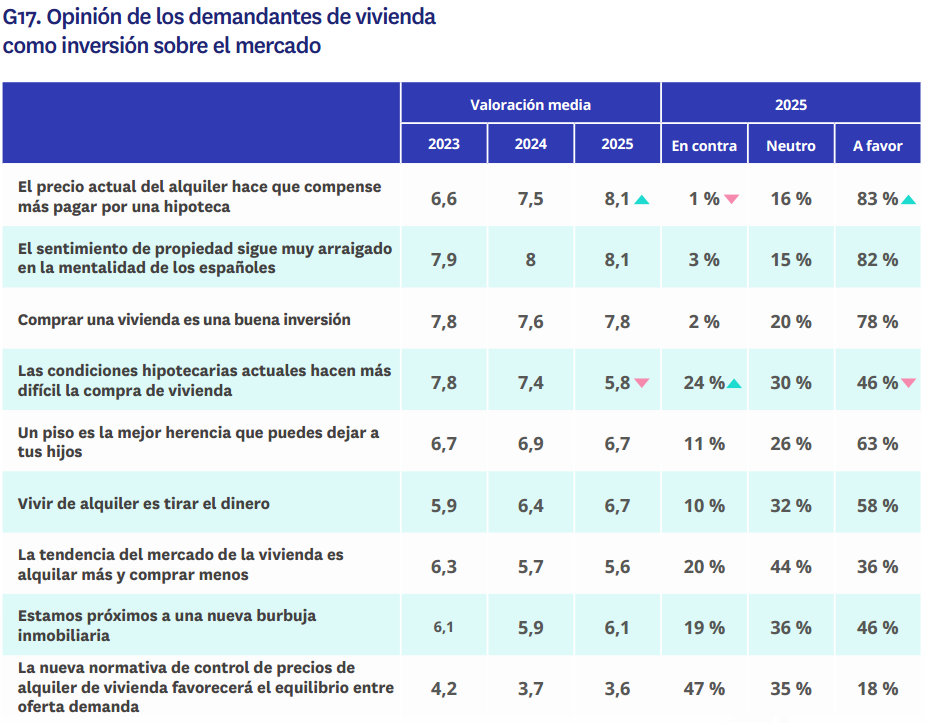 G17. Opinión de los demandantes de vivienda
como inversión sobre el mercado
Valoración media 2025
2023 2024 2025 En contra Neutro A favor
El precio actual del alquiler hace que compense
más pagar por una hipoteca
6,6 7,5 8,1 1 % 16 % 83 %
El sentimiento de propiedad sigue muy arraigado
en la mentalidad de los españoles
7,9 8 8,1 3 % 15 % 82 %
Comprar una vivienda es una buena inversión 7,8 7,6 7,8 2 % 20 % 78 %
Las condiciones hipotecarias actuales hacen más
difícil la compra de vivienda
7,8 7,4 5,8 24 % 30 % 46 %
Un piso es la mejor herencia que puedes dejar a
tus hijos
6,7 6,9 6,7 11 % 26 % 63 %
Vivir de alquiler es tirar el dinero 5,9 6,4 6,7 10 % 32 % 58 %
La tendencia del mercado de la vivienda es
alquilar más y comprar menos
6,3 5,7 5,6 20 % 44 % 36 %
Estamos próximos a una nueva burbuja
inmobiliaria
6,1 5,9 6,1 19 % 36 % 46 %
La nueva normativa de control de precios de
alquiler de vivienda favorecerá el equilibrio entre
oferta demanda
4,2 3,7 3,6 47 % 35 % 18 %